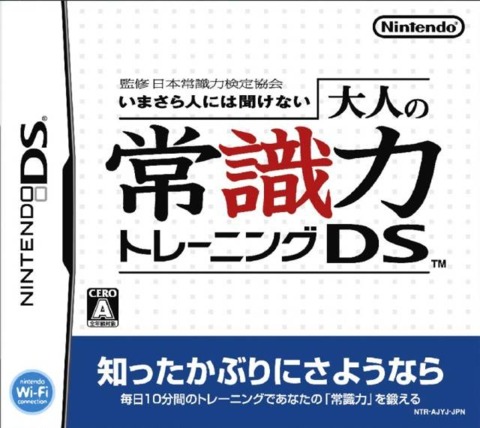 Nintendo
監修 日本常識力検定協会
いまさら人には聞けない
大人の
常識力
トレーニングDS™
NINTENDO DS®
CERO
A
全年齢対象
nintendo
Wi-Fi
connection
知ったかぶりにさようなら
毎日10分間のトレーニングであなたの「常識力」を鍛える
NTR-AJYJ-JPN